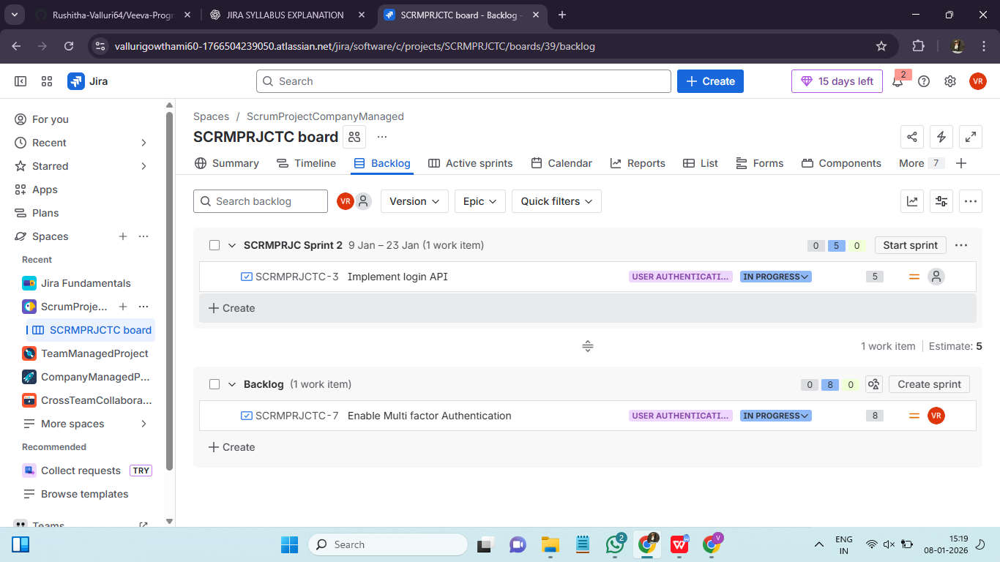 Rushitha-Valluri64/Veeva-Progr
JIRA SYLLABUS EXPLANATION
SCRMPRJCTC board - Backlog -
vallurigowthami60-1766504239050.atlassian.net/jira/software/c/projects/SCRMPRJCTC/boards/39/backlog
Jira
Search
Create
15 days left
2
VR
For you
Recent
Starred
Apps
Plans
Spaces
Recent
Jira Fundamentals
ScrumProje...
SCRMPRJCTC board
TeamManagedProject
CompanyManagedP...
CrossTeamCollabora...
More spaces
Recommended
Collect requests TRY
Browse templates
Teams
Spaces / ScrumProjectCompanyManaged
SCRMPRJCTC board
Summary Timeline Backlog Active sprints Calendar Reports List Forms Components More 7
Search backlog VR Version Epic Quick filters
SCRMPRJC Sprint 2 9 Jan – 23 Jan (1 work item) 0 5 0 Start sprint
SCRMPRJCTC-3 Implement login API USER AUTHENTICATI... IN PROGRESS 5
Create
1 work item Estimate: 5
Backlog (1 work item) 0 8 0 Create sprint
SCRMPRJCTC-7 Enable Multi factor Authentication USER AUTHENTICATI... IN PROGRESS 8 VR
Create
Search
2
V
ENG
IN
15:19
08-01-2026